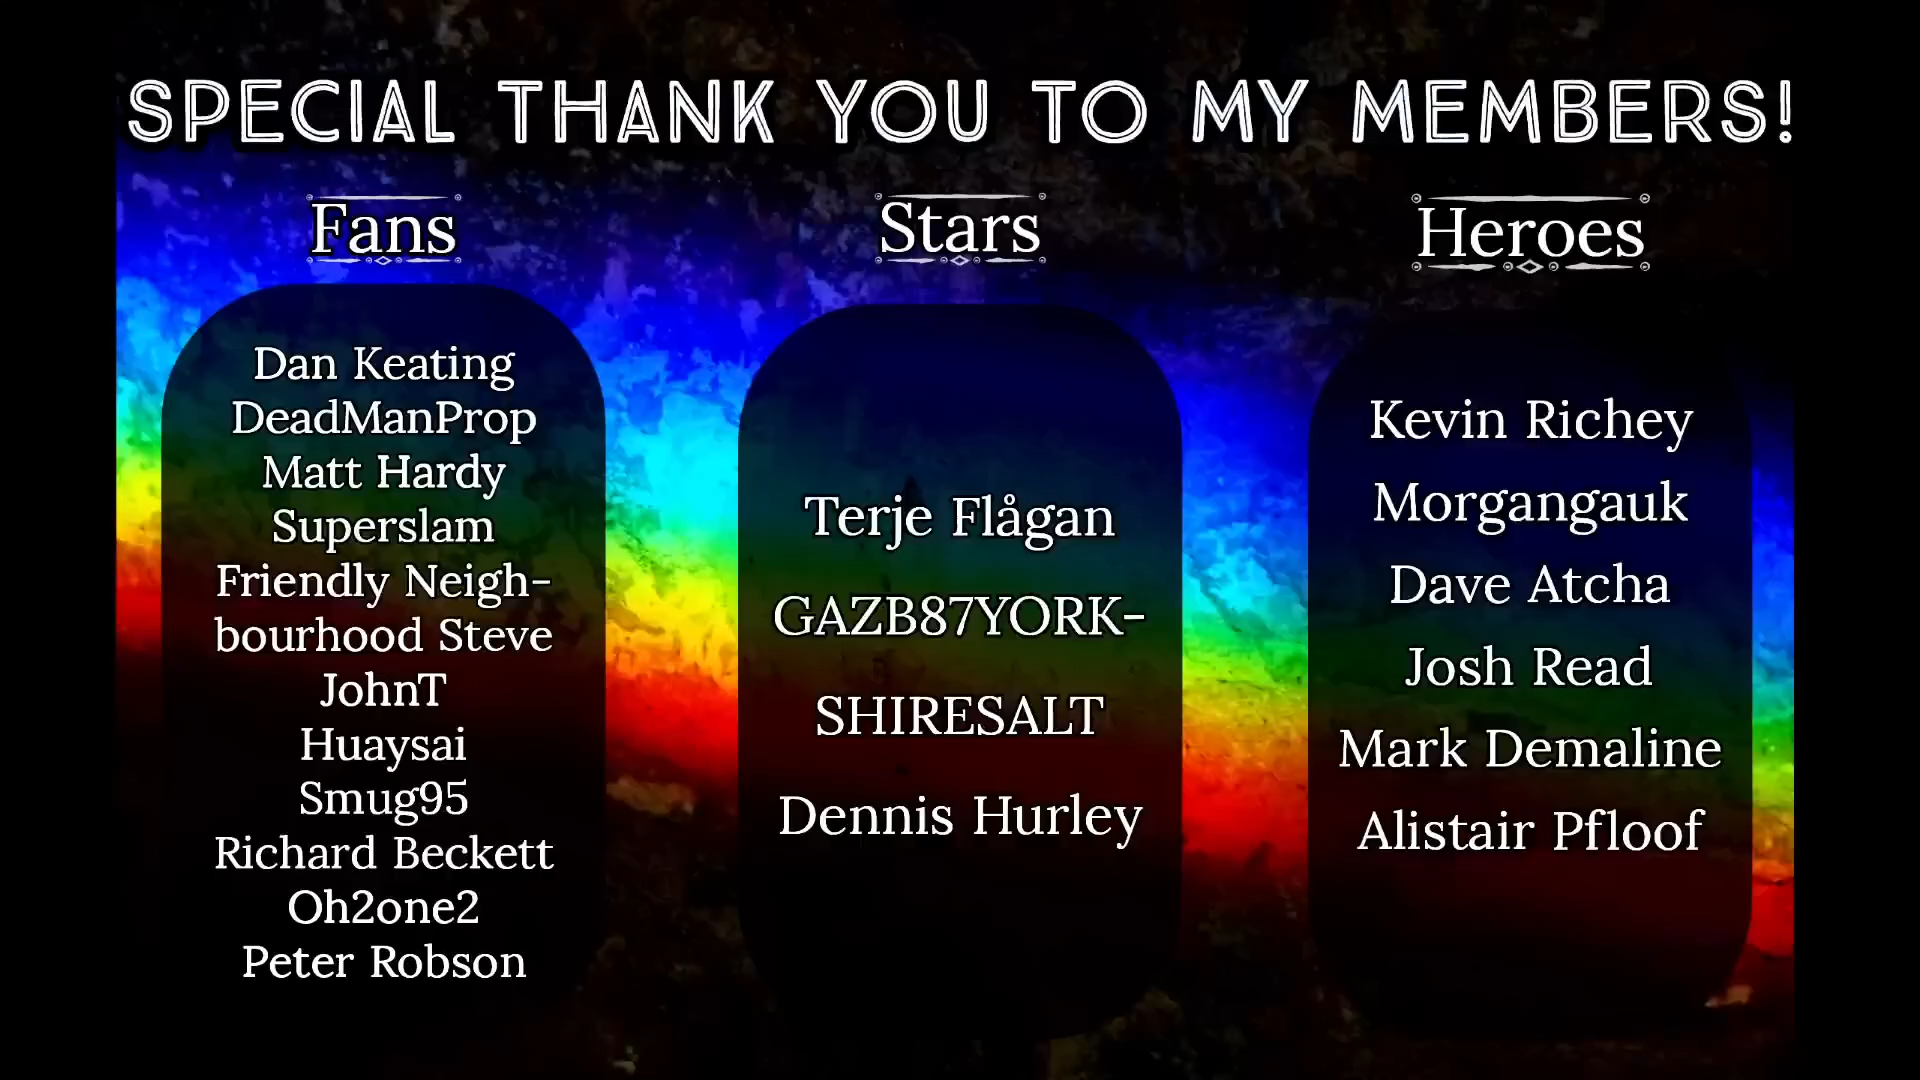 SPECIAL THANK YOU TO MY MEMBERS!
Fans
Dan Keating
DeadManProp
Matt Hardy
Superslam
Friendly Neigh-
bourhood Steve
JohnT
Huaysai
Smug95
Richard Beckett
Oh2one2
Peter Robson
Stars
Terje Flågan
GAZB87YORK-
SHIRESALT
Dennis Hurley
Heroes
Kevin Richey
Morgangauk
Dave Atcha
Josh Read
Mark Demaline
Alistair Pfloof